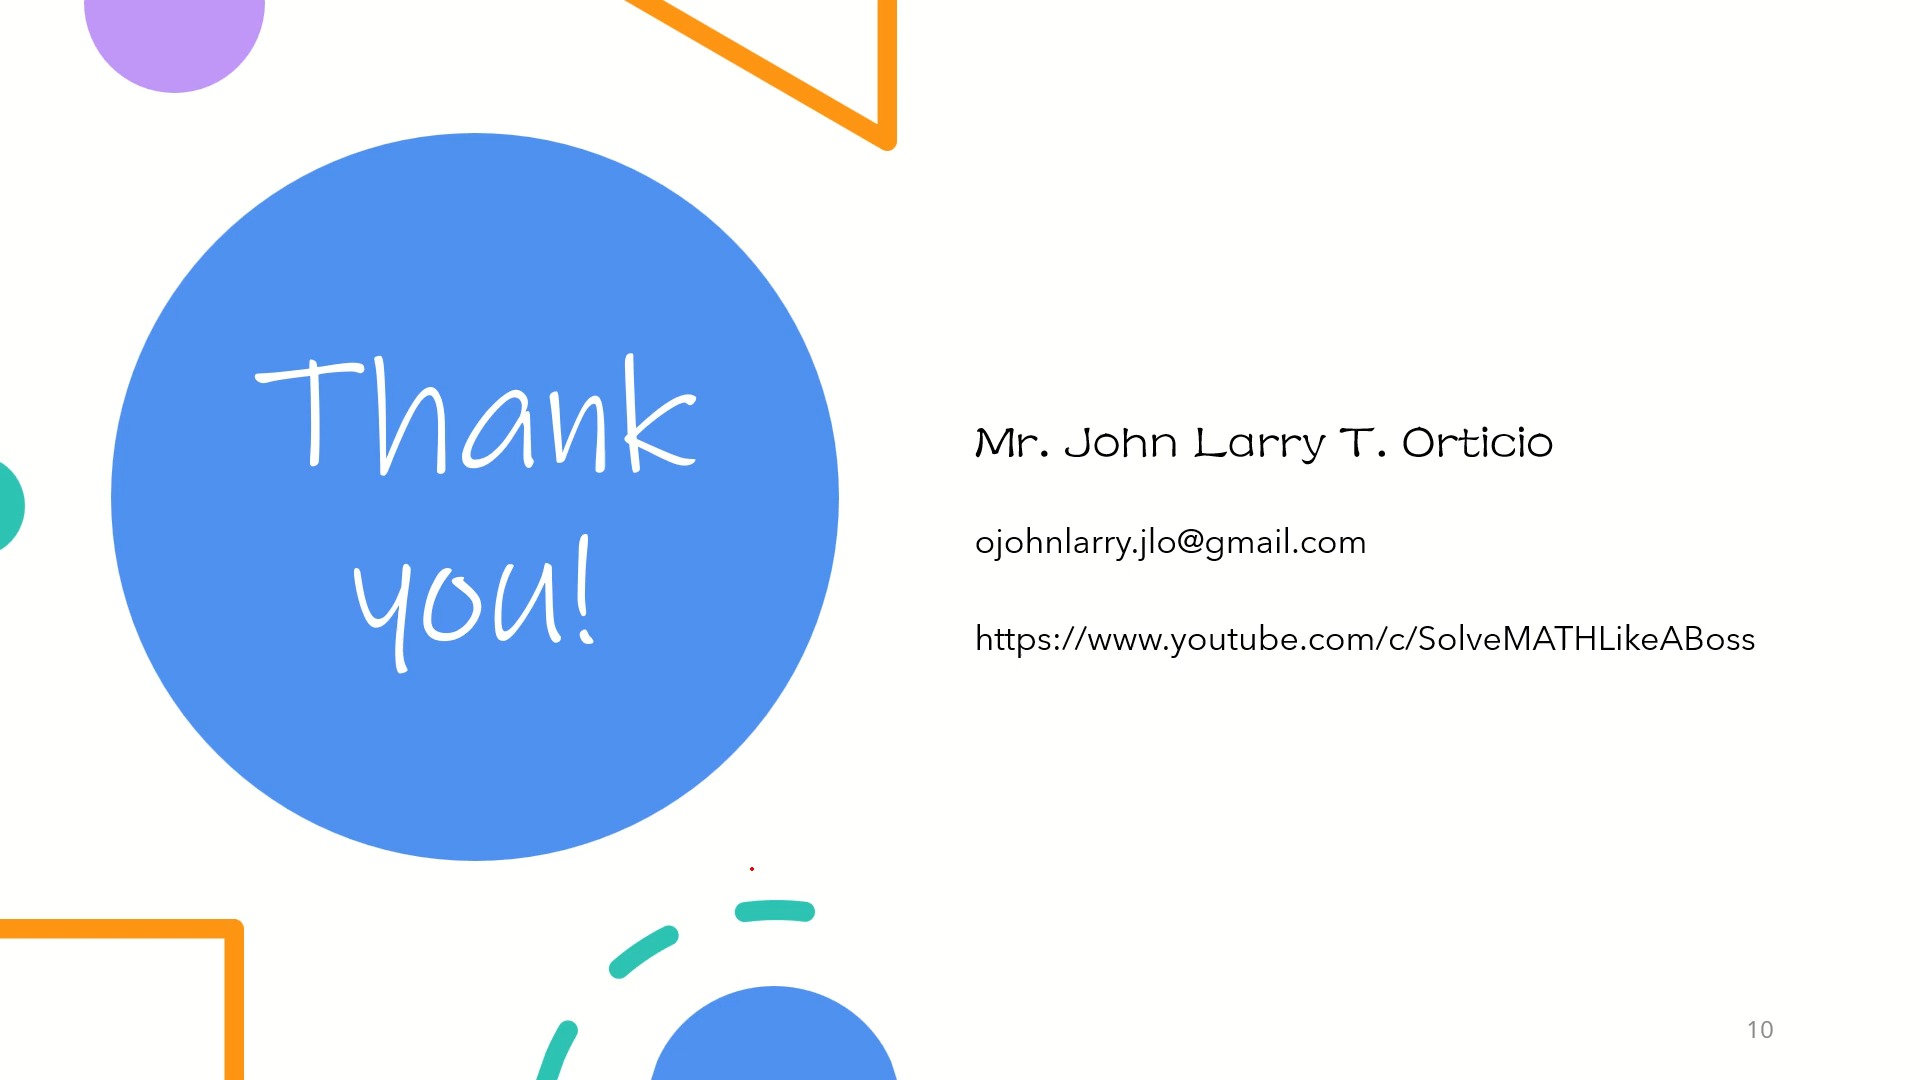 Thank
you!
Mr. John Larry T. Orticio
ojohnlarry.jlo@gmail.com
https://www.youtube.com/c/SolveMATHLikeABoss
10